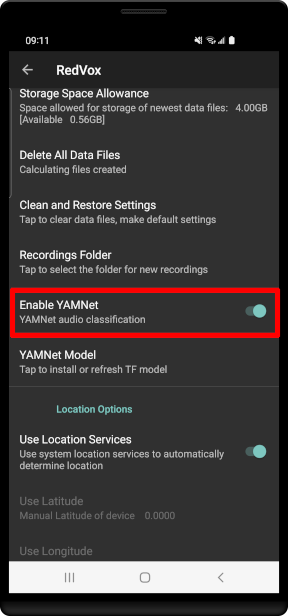 09:11
RedVox
Storage Space Allowance
Space allowed for storage of newest data files:   4.00GB
[Available   0.56GB]
Delete All Data Files
Calculating files created
Clean and Restore Settings
Tap to clear data files, make default settings
Recordings Folder
Tap to select the folder for new recordings
Enable YAMNet
YAMNet audio classification
YAMNet Model
Tap to install or refresh TF model
Location Options
Use Location Services
Use system location services to automatically
determine location
Use Latitude
Manual Latitude of device   0.0000
Use Longitude